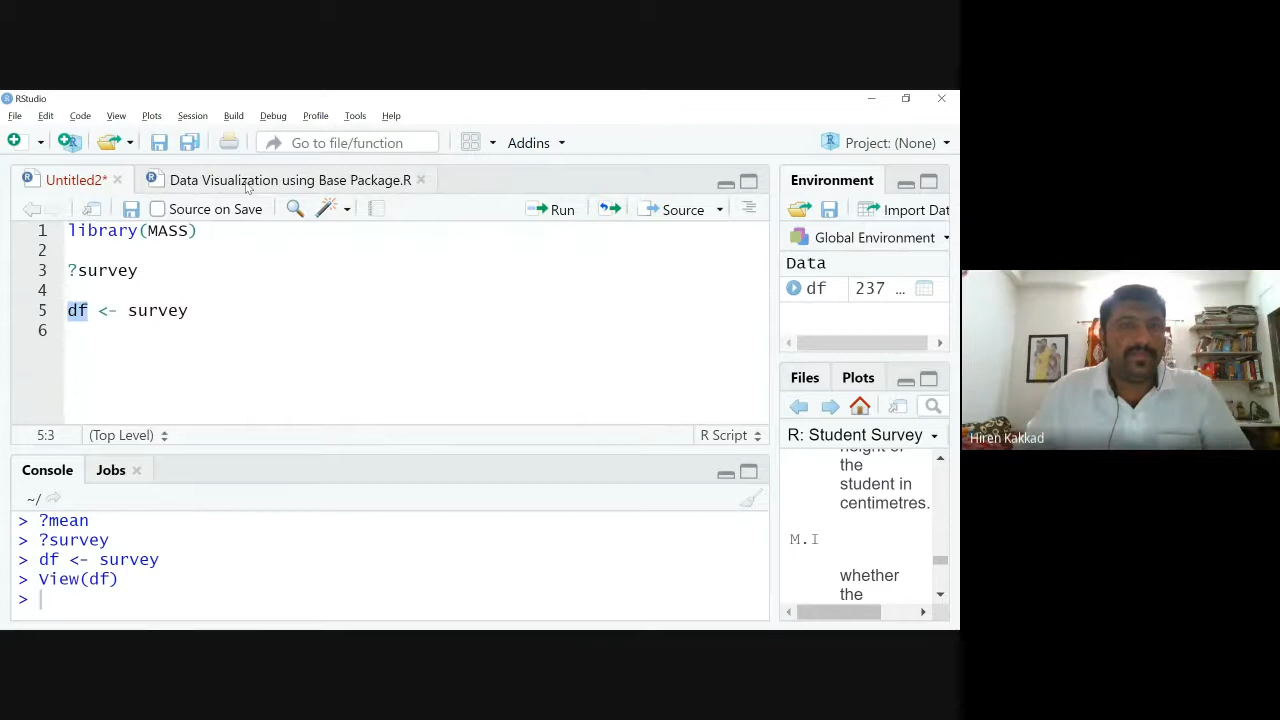 RStudio
File Edit Code View Plots Session Build Debug Profile Tools Help
Go to file/function Addins Project: (None)
Untitled2* Data Visualization using Base Package.R
Source on Save Run Source
1 library(MASS)
2
3 ?survey
4
5 df <- survey
6
5:3 (Top Level) R Script
Console Jobs
~/
> ?mean
> ?survey
> df <- survey
> View(df)
>
Environment
Import Dat
Global Environment
Data
df 237 ...
Files Plots
R: Student Survey
height of
the
student in
centimetres.
M.I
whether
the
Hiren Kakkad